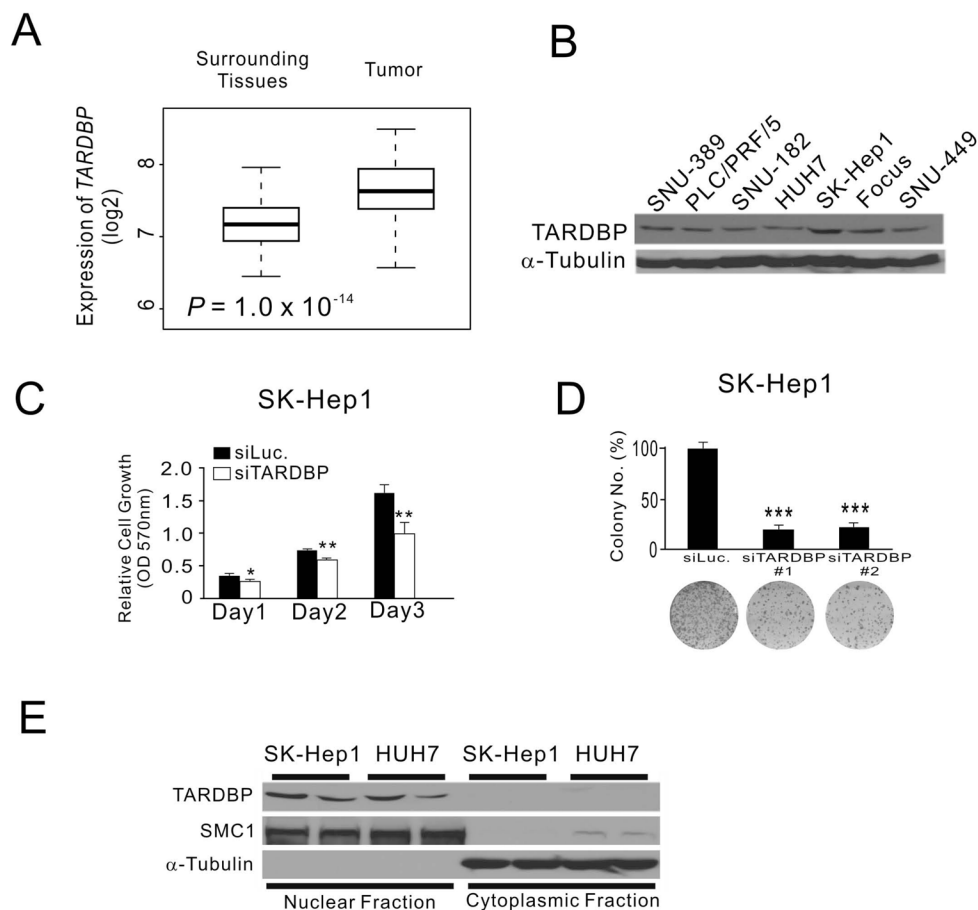 A
Surrounding
Tissues
Tumor
Expression of TARDBP
(log2)
8
7
6
P = 1.0 x 10-14
B
SNU-389
PLC/PRF/5
SNU-182
HUH7
SK-Hep1
Focus
SNU-449
TARDBP
α-Tubulin
C
SK-Hep1
siLuc.
siTARDBP
Relative Cell Growth
(OD 570nm)
2.0
1.5
1.0
0.5
0
*
**
**
Day1 Day2 Day3
D
SK-Hep1
Colony No. (%)
100
50
0
***
***
siLuc. siTARDBP siTARDBP
#1 #2
E
SK-Hep1 HUH7 SK-Hep1 HUH7
TARDBP
SMC1
α-Tubulin
Nuclear Fraction Cytoplasmic Fraction